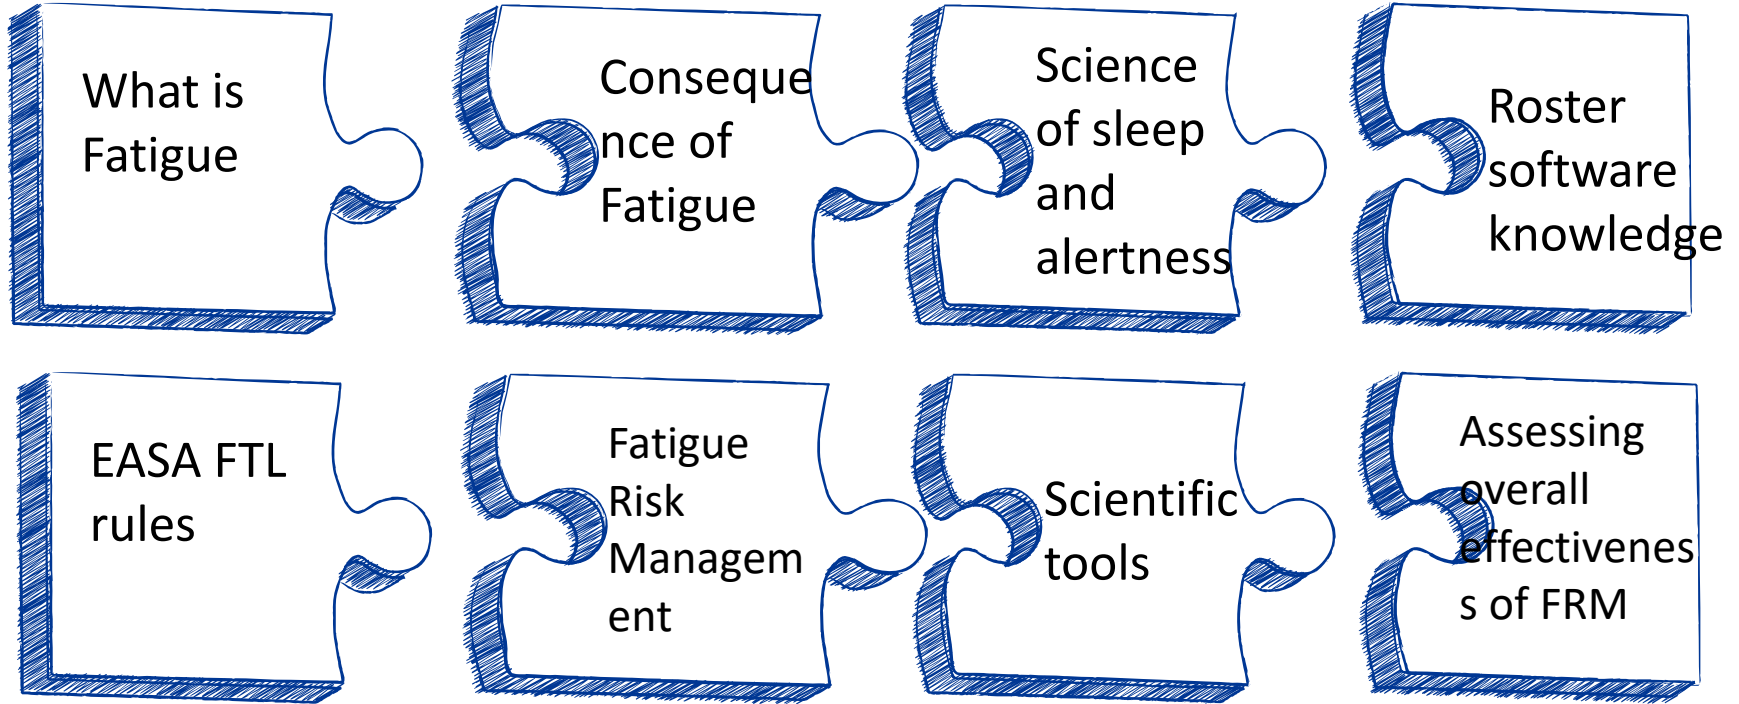 What is
Fatigue
Conseque
nce of
Fatigue
Science
of sleep
and
alertness
Roster
software
knowledge
EASA FTL
rules
Fatigue
Risk
Managem
ent
Scientific
tools
Assessing
overall
effectivenes
s of FRM